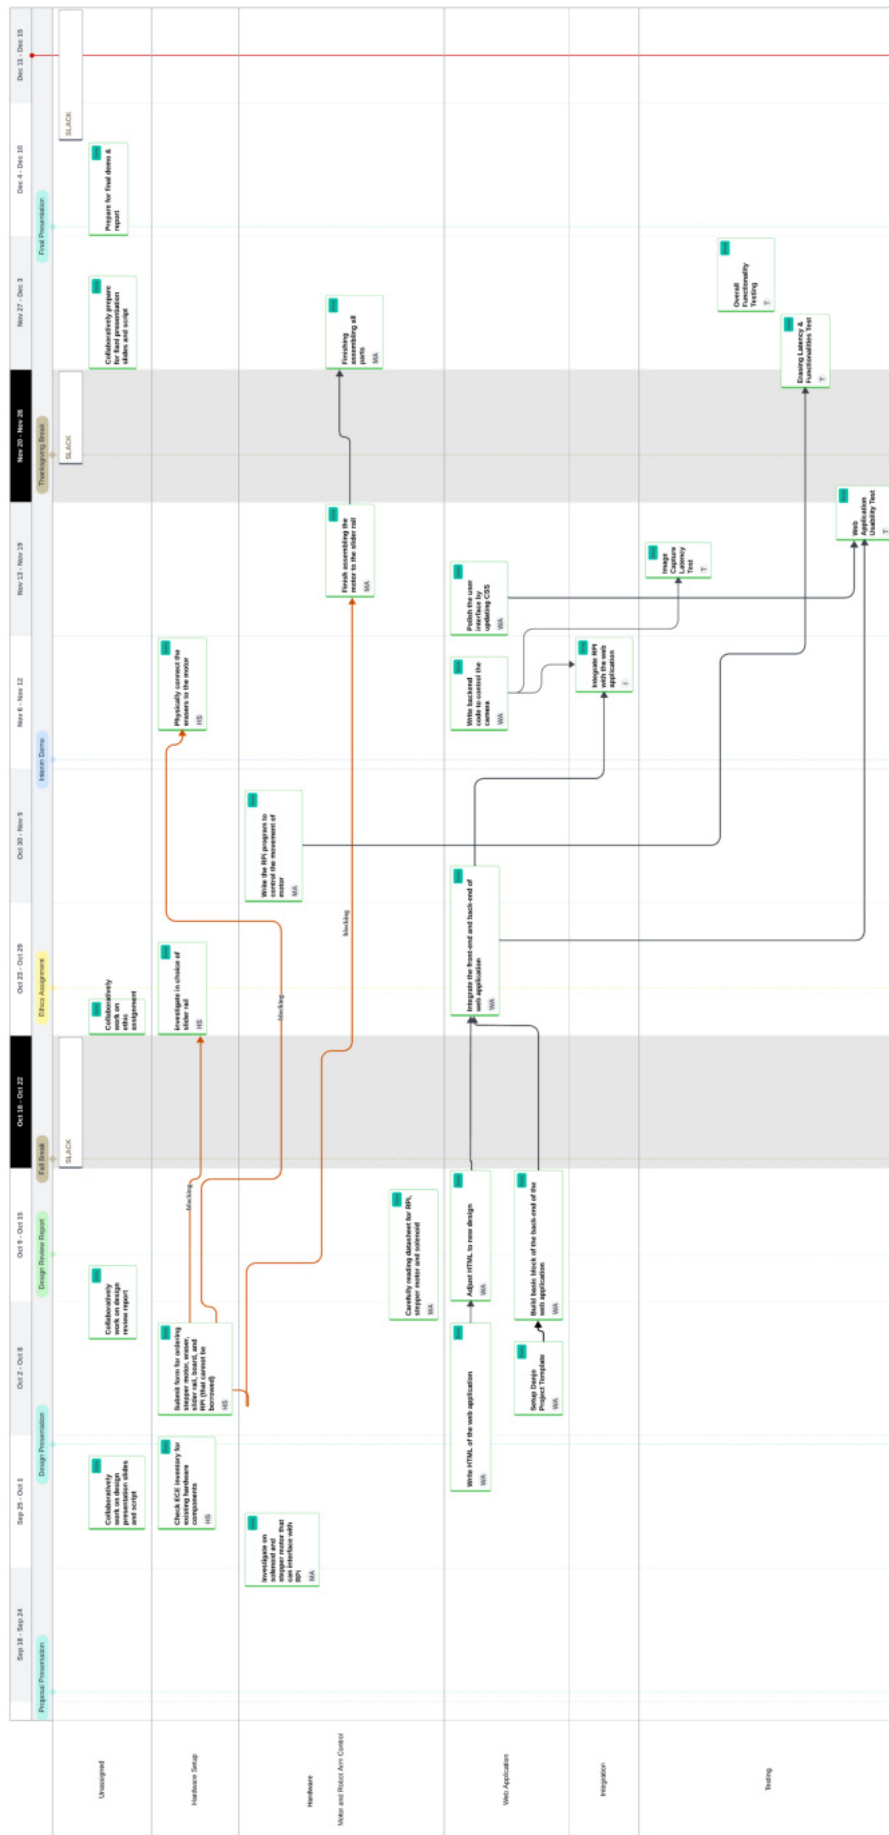 Sep 18 - Sep 24
Sep 25 - Oct 1
Oct 2 - Oct 8
Oct 9 - Oct 15
Oct 16 - Oct 22
Oct 23 - Oct 29
Oct 30 - Nov 5
Nov 6 - Nov 12
Nov 13 - Nov 19
Nov 20 - Nov 26
Nov 27 - Dec 3
Dec 4 - Dec 10
Dec 11 - Dec 15
Proposal Presentation
Design Presentation
Design Review Report
Fall Break
Ethics Assignment
Interim Demo
Thanksgiving Break
Final Presentation
SLACK
SLACK
SLACK
Unassigned
Collaboratively
work on design
presentation slides
and script
Collaboratively
work on design
review report
Collaboratively
work on
ethic
assignment
Collaboratively prepare
for fianl presentation
slides and script
Prepare for final demo &
report
Hardware Setup
Check ECE inventory for
existing hardware
components
HS
Submit form for ordering
stepper motor, eraser,
slider rail, board, and
RPi (that cannot be
borrowed)
HS
blocking
investigate in choice of
slider rail
HS
blocking
Physically connect the
erasers to the motor
HS
Hardware
Motor and Robot Arm Control
Investigate on
solenoid and
stepper motor that
can interface with
RPi
MA
Write the RPi program to
control the movement of
motor
MA
blocking
Finish assembling the
motor to the slider rail
MA
Finishing
assembling all
parts
MA
Carefully reading datasheet for RPi,
stepper motor and solenoid
MA
Web Application
Write HTML of the web application
WA
Adjust HTML to new design
WA
Integrate the front-end and back-end of
web application
WA
Write backend
code to control the
camera
WA
Polish the user
interface by
updating CSS
WA
Setup Danjo
Project Template
WA
Build basic block of the back-end of the
web application
WA
Integration
Integrate RPI
with the web
application
I
Testing
Image
Capture
Latency
Test
T
Overall
Functionality
Testing
T
Erasing Latency &
Functionalities Test
T
Web
Application
Usability Test
T